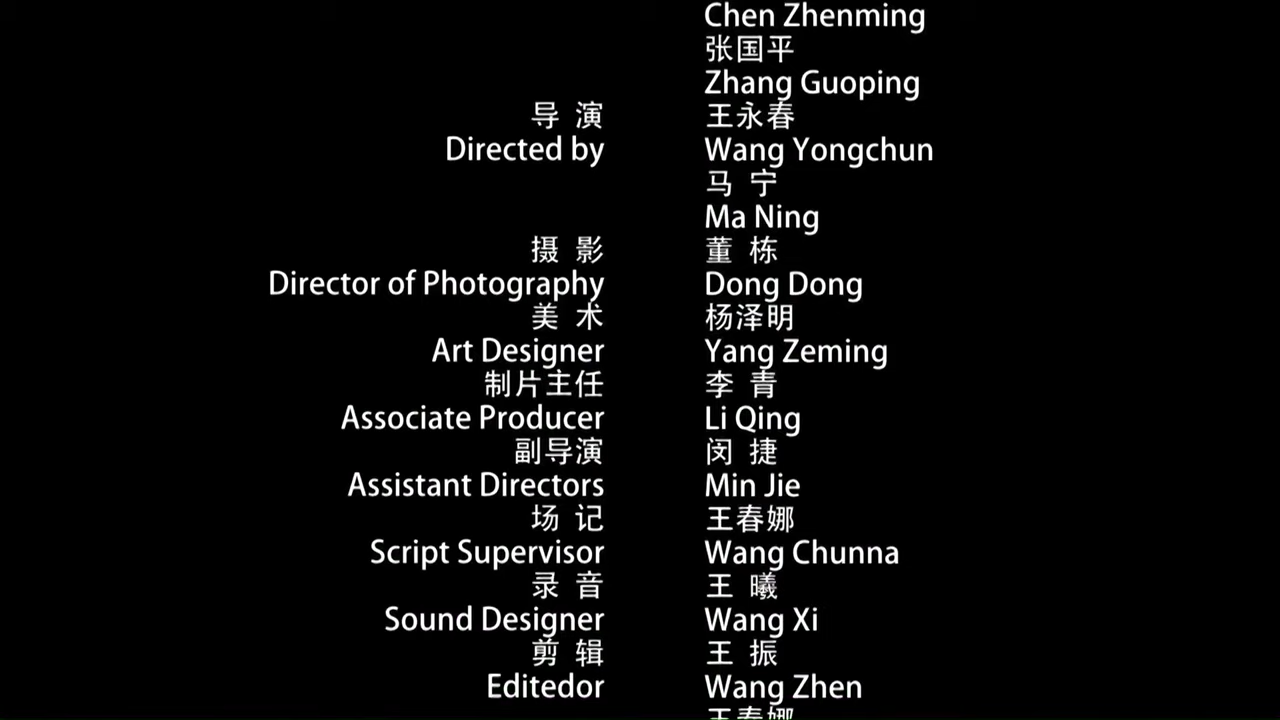 Chen Zhenming
张国平
Zhang Guoping
导 演 王永春
Directed by Wang Yongchun
马 宁
Ma Ning
摄 影 董 栋
Director of Photography Dong Dong
美 术 杨泽明
Art Designer Yang Zeming
制片主任 李 青
Associate Producer Li Qing
副导演 闵 捷
Assistant Directors Min Jie
场 记 王春娜
Script Supervisor Wang Chunna
录 音 王 曦
Sound Designer Wang Xi
剪 辑 王 振
Editedor Wang Zhen
王春娜